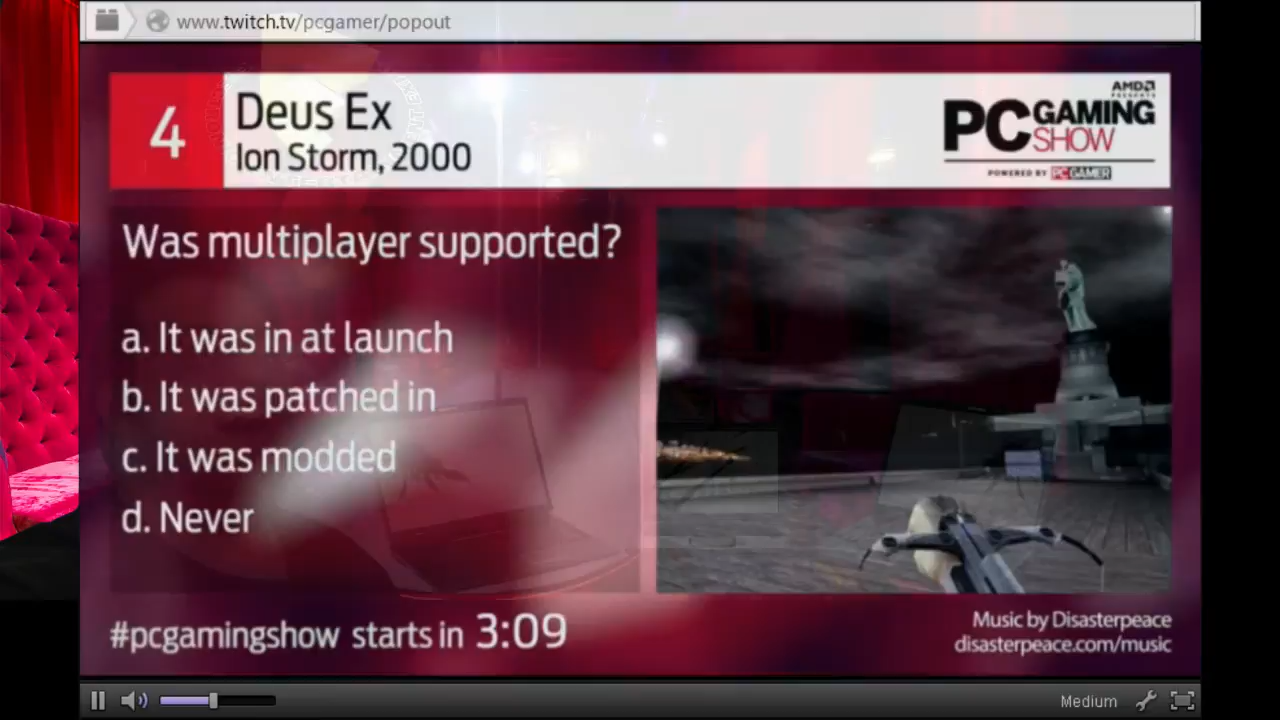 www.twitch.tv/pcgamer/popout
4
Deus Ex
Ion Storm, 2000
AMD
PRESENTS
PC GAMING
SHOW
POWERED BY PC GAMER
Was multiplayer supported?
a. It was in at launch
b. It was patched in
c. It was modded
d. Never
#pcgamingshow starts in 3:09
Music by Disasterpeace
disasterpeace.com/music
Medium